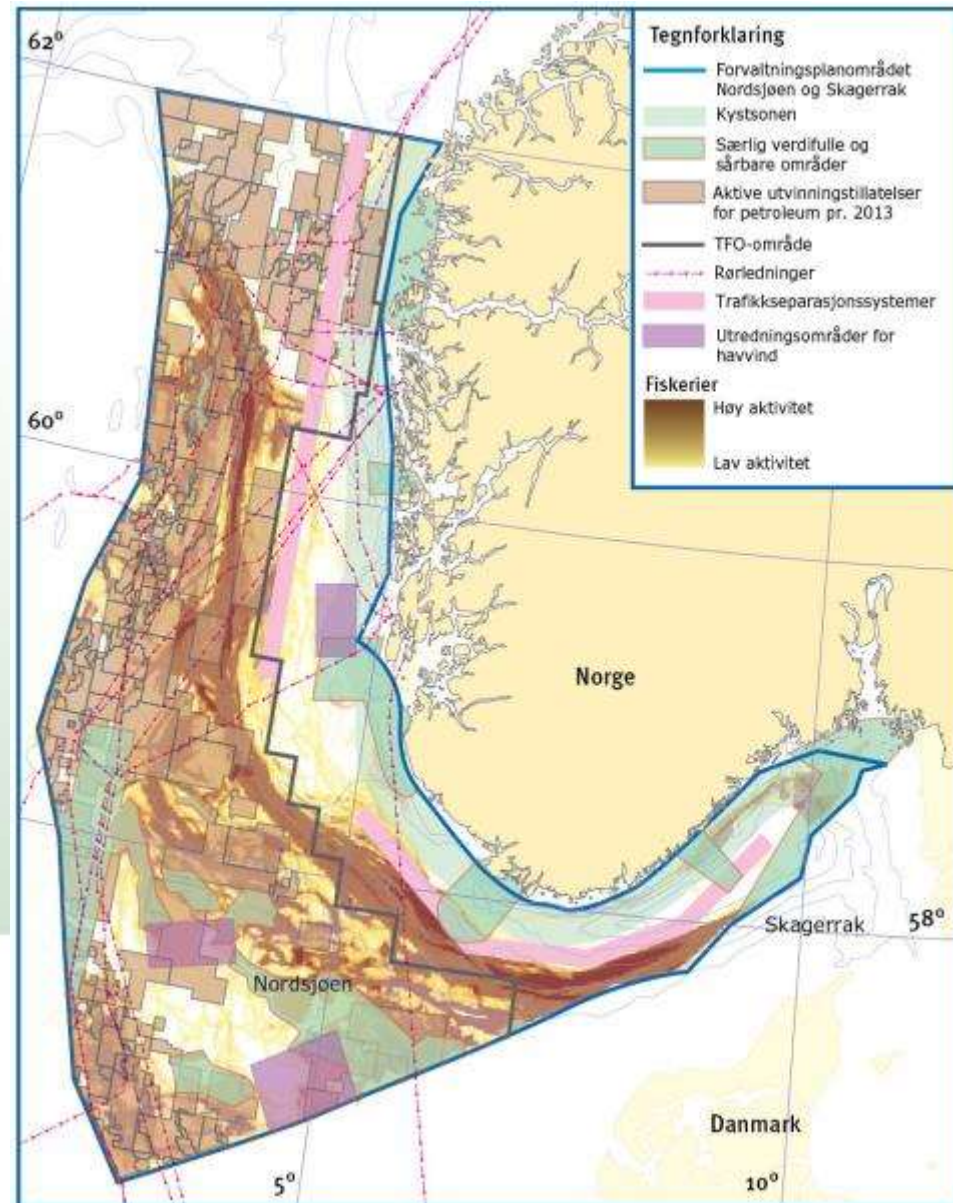 62°
60°
Tegnforklaring
Forvaltningsplanområdet
Nordsjøen og Skagerrak
Kystsonen
Særlig verdifulle og
sårbare områder
Aktive utvinningstillatelser
for petroleum pr. 2013
TFO-område
Rørledninger
Trafikkseparasjonssystemer
Utredningsområder for
havvind
Fiskerier
Høy aktivitet
Lav aktivitet
Norge
Skagerrak
58°
Nordsjøen
Danmark
5°
10°